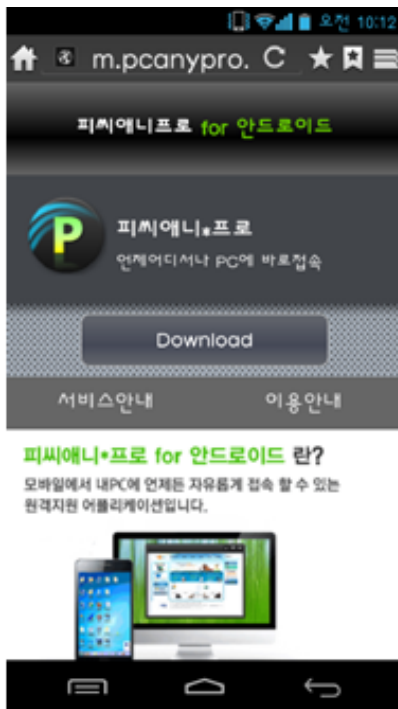 오전 10:12
m.pcanypro.
피씨애니프로 for 안드로이드
P
피씨애니*프로
언제어디서나 PC에 바로접속
Download
서비스안내 이용안내
피씨애니*프로 for 안드로이드 란?
모바일에서 내PC에 언제든 자유롭게 접속 할 수 있는
원격지원 어플리케이션입니다.